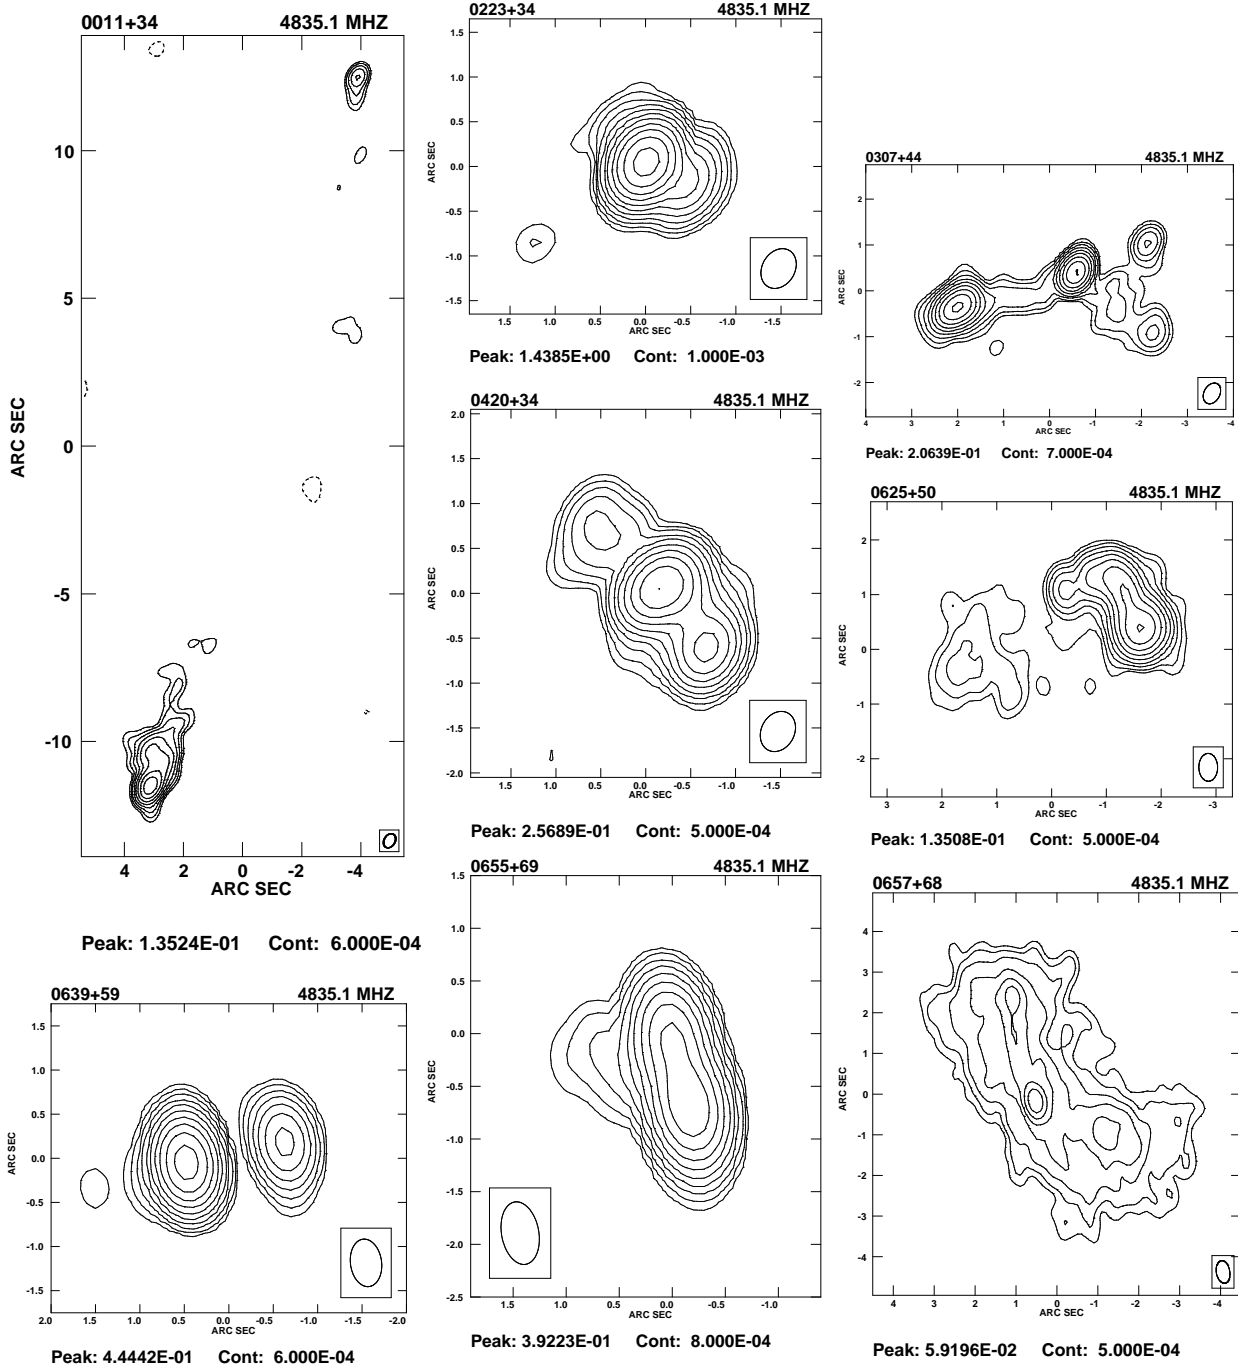 0011+34 4835.1 MHZ
10
5
0
-5
-10
ARC SEC
4 2 0 -2 -4
ARC SEC
Peak: 1.3524E-01 Cont: 6.000E-04
0223+34 4835.1 MHZ
1.5
1.0
0.5
0.0
-0.5
-1.0
-1.5
ARC SEC
1.5 1.0 0.5 0.0 -0.5 -1.0 -1.5
ARC SEC
Peak: 1.4385E+00 Cont: 1.000E-03
0307+44 4835.1 MHZ
2
1
0
-1
-2
ARC SEC
4 3 2 1 0 -1 -2 -3 -4
ARC SEC
Peak: 2.0639E-01 Cont: 7.000E-04
0420+34 4835.1 MHZ
2.0
1.5
1.0
0.5
0.0
-0.5
-1.0
-1.5
-2.0
ARC SEC
1.5 1.0 0.5 0.0 -0.5 -1.0 -1.5
ARC SEC
Peak: 2.5689E-01 Cont: 5.000E-04
0625+50 4835.1 MHZ
2
1
0
-1
-2
ARC SEC
3 2 1 0 -1 -2 -3
ARC SEC
Peak: 1.3508E-01 Cont: 5.000E-04
0639+59 4835.1 MHZ
1.5
1.0
0.5
0.0
-0.5
-1.0
-1.5
ARC SEC
2.0 1.5 1.0 0.5 0.0 -0.5 -1.0 -1.5 -2.0
ARC SEC
Peak: 4.4442E-01 Cont: 6.000E-04
0655+69 4835.1 MHZ
1.5
1.0
0.5
0.0
-0.5
-1.0
-1.5
-2.0
-2.5
ARC SEC
1.5 1.0 0.5 0.0 -0.5 -1.0
ARC SEC
Peak: 3.9223E-01 Cont: 8.000E-04
0657+68 4835.1 MHZ
4
3
2
1
0
-1
-2
-3
-4
ARC SEC
4 3 2 1 0 -1 -2 -3 -4
ARC SEC
Peak: 5.9196E-02 Cont: 5.000E-04